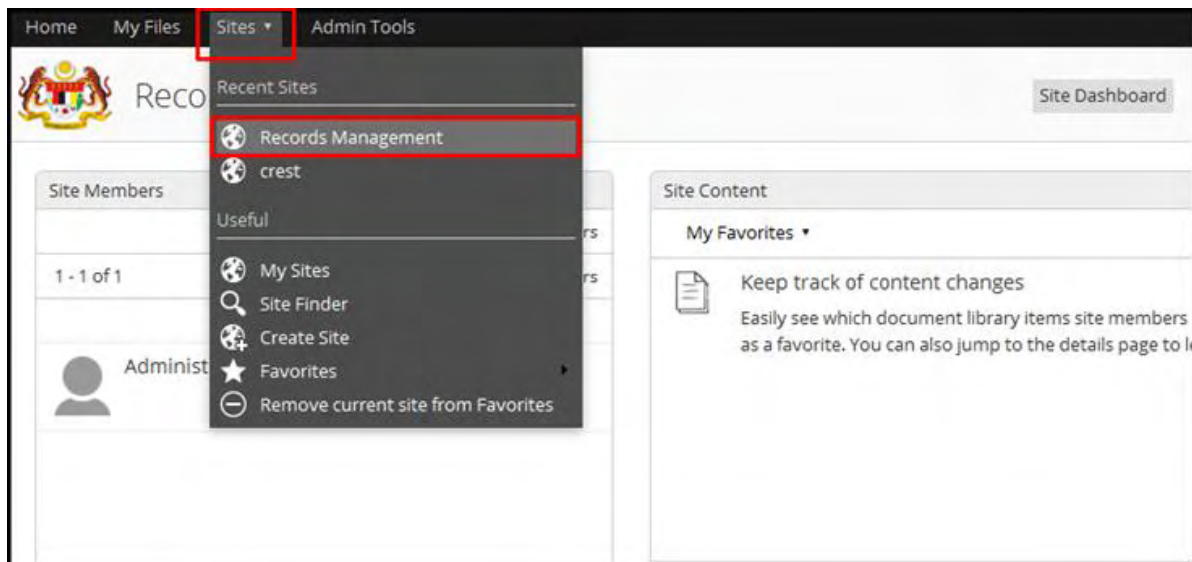 Home My Files Sites Admin Tools
Reco
Site Dashboard
Recent Sites
Records Management
crest
Useful
My Sites
Site Finder
Create Site
Favorites
Remove current site from Favorites
Site Members
rs
1 - 1 of 1 rs
Administ
Site Content
My Favorites
Keep track of content changes
Easily see which document library items site members
as a favorite. You can also jump to the details page to l